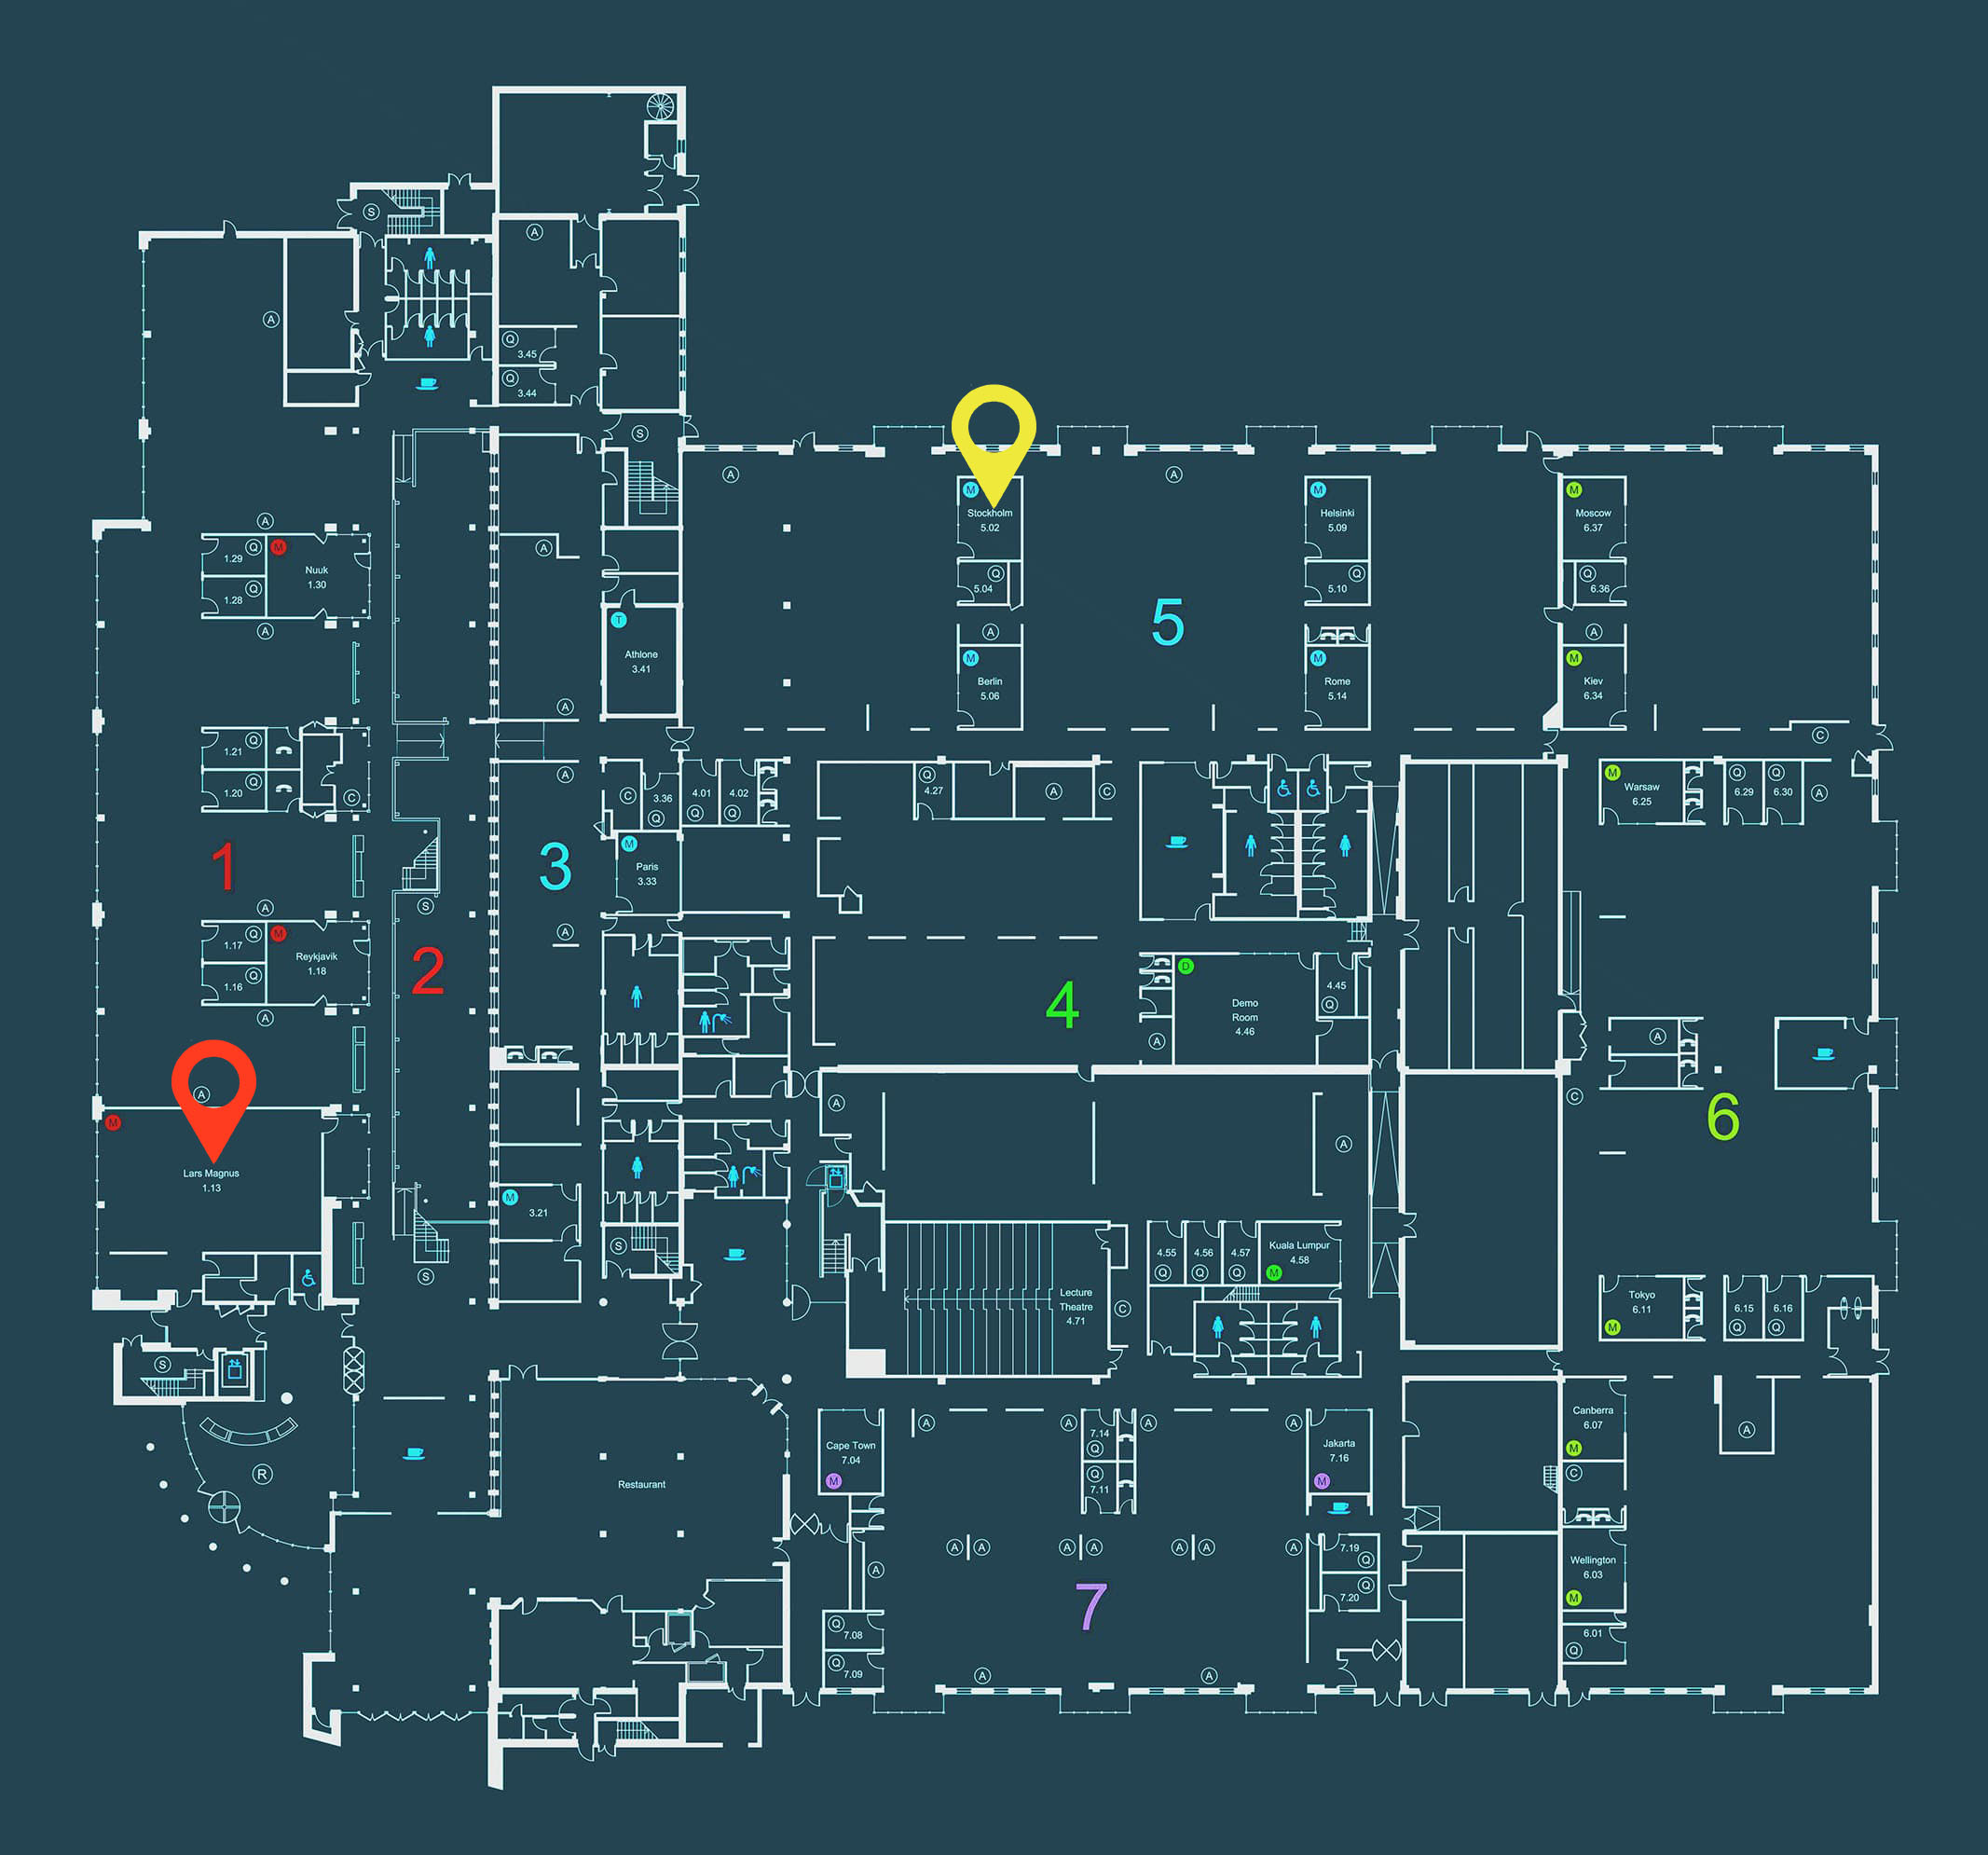 S
A
A
Q
3.45
Q
3.44
S
A
A
M
Stockholm
5.02
M
Helsinki
5.09
M
Moscow
6.37
A
1.29
Q
M
Nuuk
1.30
1.28
Q
A
A
Q
5.04
Q
5.10
Q
6.36
T
Athlone
3.41
A
5
A
A
M
Berlin
5.06
M
Rome
5.14
M
Kiev
6.34
1.21
Q
1.20
Q
C
A
C
3.36
Q
4.01
Q
4.02
Q
Q
4.27
A
C
C
M
Warsaw
6.25
Q
6.29
Q
6.30
A
1
3
M
Paris
3.33
A
S
A
1.17
Q
M
Reykjavik
1.18
1.16
Q
A
2
4
D
Demo
Room
4.46
4.45
Q
A
A
A
M
Lars Magnus
1.13
A
A
C
6
M
3.21
S
S
4.55
Q
4.56
Q
4.57
Q
Kuala Lumpur
4.58
M
Lecture
Theatre
4.71
C
Tokyo
6.11
M
6.15
Q
6.16
Q
S
R
Restaurant
Cape Town
7.04
M
A
A
7.14
Q
Q
7.11
A
A
Jakarta
7.16
M
Canberra
6.07
M
C
A
A
A
A
A
A
A
A
A
7.19
Q
Q
7.20
Wellington
6.03
M
7
Q
7.08
Q
7.09
6.01
Q
A
A